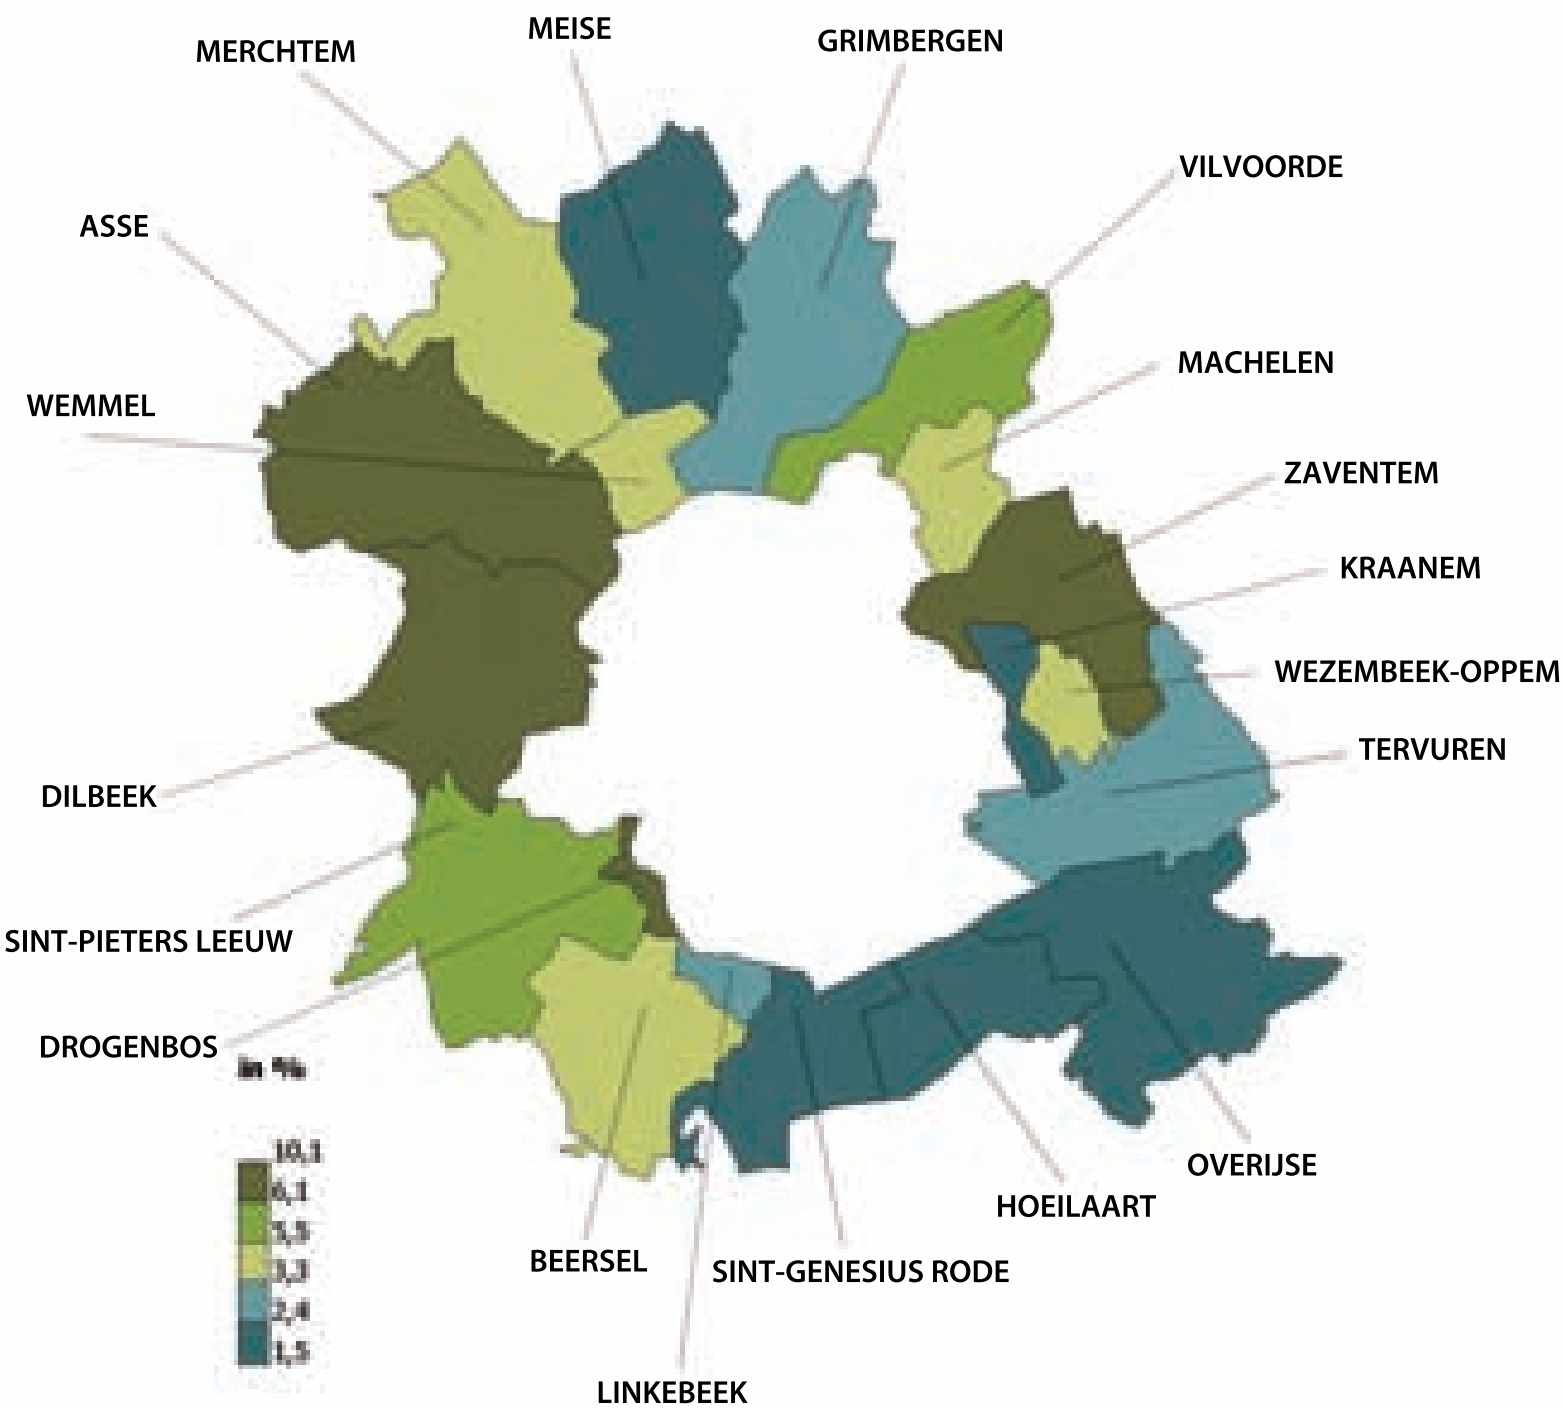 MEISE
GRIMBERGEN
MERCHTEM
VILVOORDE
ASSE
MACHELEN
WEMMEL
ZAVENTEM
KRAANEM
WEZEMBEEK-OPPEM
TERVUREN
DILBEEK
SINT-PIETERS LEEUW
DROGENBOS
in %
10,1
6,1
3,3
2,4
1,5
OVERIJSE
HOEILAART
BEERSEL
SINT-GENESIUS RODE
LINKEBEEK